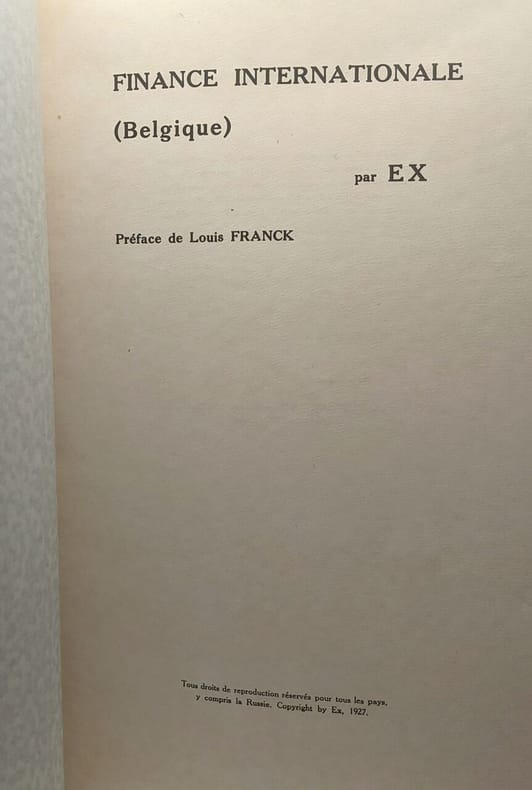 FINANCE INTERNATIONALE
(Belgique)
par EX
Préface de Louis FRANCK
Tous droits de reproduction réservés pour tous les pays,
y compris la Russie. Copyright by Ex, 1927.